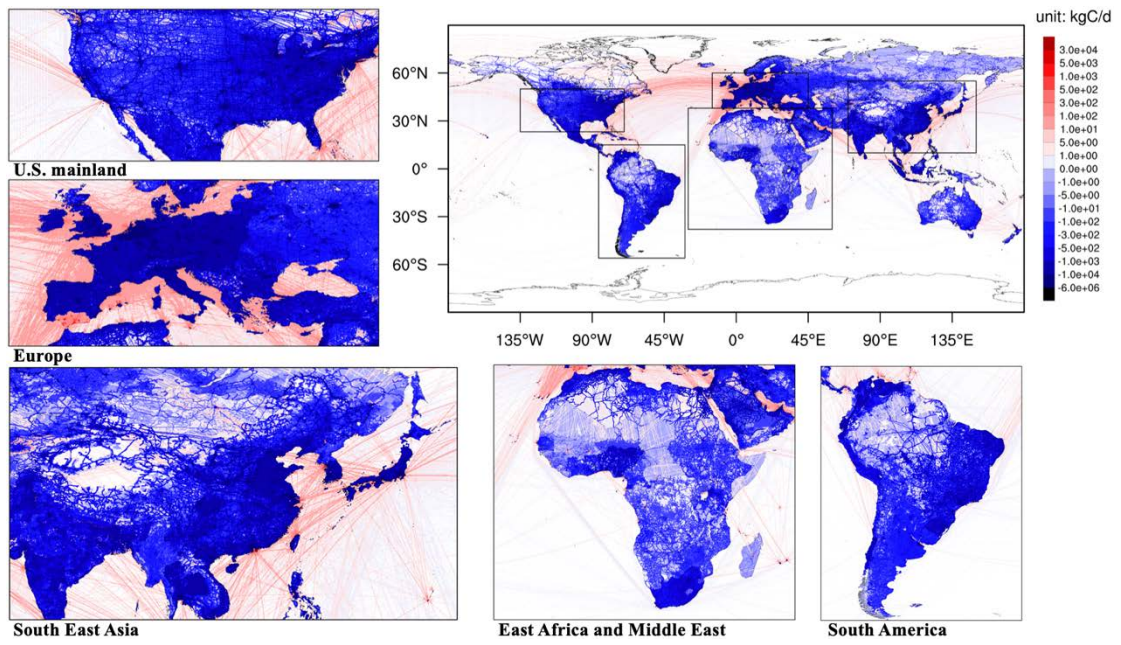 unit: kgC/d
3.0e+04
5.0e+03
1.0e+03
5.0e+02
3.0e+02
1.0e+02
1.0e+01
5.0e+00
1.0e+00
0.0e+00
-1.0e+00
-5.0e+00
-1.0e+01
-1.0e+02
-3.0e+02
-5.0e+02
-1.0e+03
-1.0e+04
-6.0e+06
60°N
30°N
0°
30°S
60°S
135°W 90°W 45°W 0° 45°E 90°E 135°E
U.S. mainland
Europe
South East Asia
East Africa and Middle East
South America